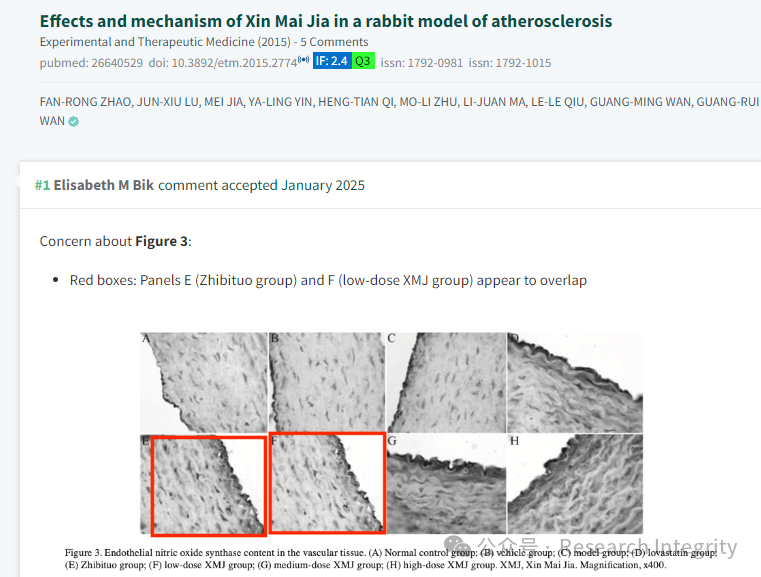 Effects and mechanism of Xin Mai Jia in a rabbit model of atherosclerosis
Experimental and Therapeutic Medicine (2015) - 5 Comments
pubmed: 26640529 doi: 10.3892/etm.2015.2774 IF: 2.4 Q3 issn: 1792-0981 issn: 1792-1015
FAN-RONG ZHAO, JUN-XIU LU, MEI JIA, YA-LING YIN, HENG-TIAN QI, MO-LI ZHU, LI-JUAN MA, LE-LE QIU, GUANG-MING WAN, GUANG-RUI
WAN
#1 Elisabeth M Bik comment accepted January 2025
Concern about Figure 3:
• Red boxes: Panels E (Zhibituo group) and F (low-dose XMJ group) appear to overlap
A B C D
E F G H
公众号 · Research Integrity
Figure 3. Endothelial nitric oxide synthase content in the vascular tissue. (A) Normal control group; (B) vehicle group; (C) model group; (D) lovastatin group;
(E) Zhibituo group; (F) low-dose XMJ group; (G) medium-dose XMJ group; (H) high-dose XMJ group. XMJ, Xin Mai Jia. Magnification, x400.